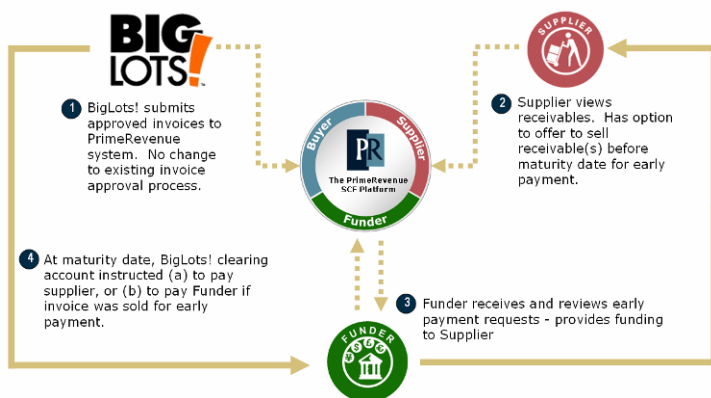 BIG
LOTS!
SUPPLIER
1 BigLots! submits
approved invoices to
PrimeRevenue
system. No change
to existing invoice
approval process.
2 Supplier views
receivables. Has option
to offer to sell
receivable(s) before
maturity date for early
payment.
Buyer
Supplier
PR
The PrimeRevenue
SCF Platform
Funder
4 At maturity date, BigLots! clearing
account instructed (a) to pay
supplier, or (b) to pay Funder if
invoice was sold for early
payment.
3 Funder receives and reviews early
payment requests - provides funding
to Supplier
FUNDER